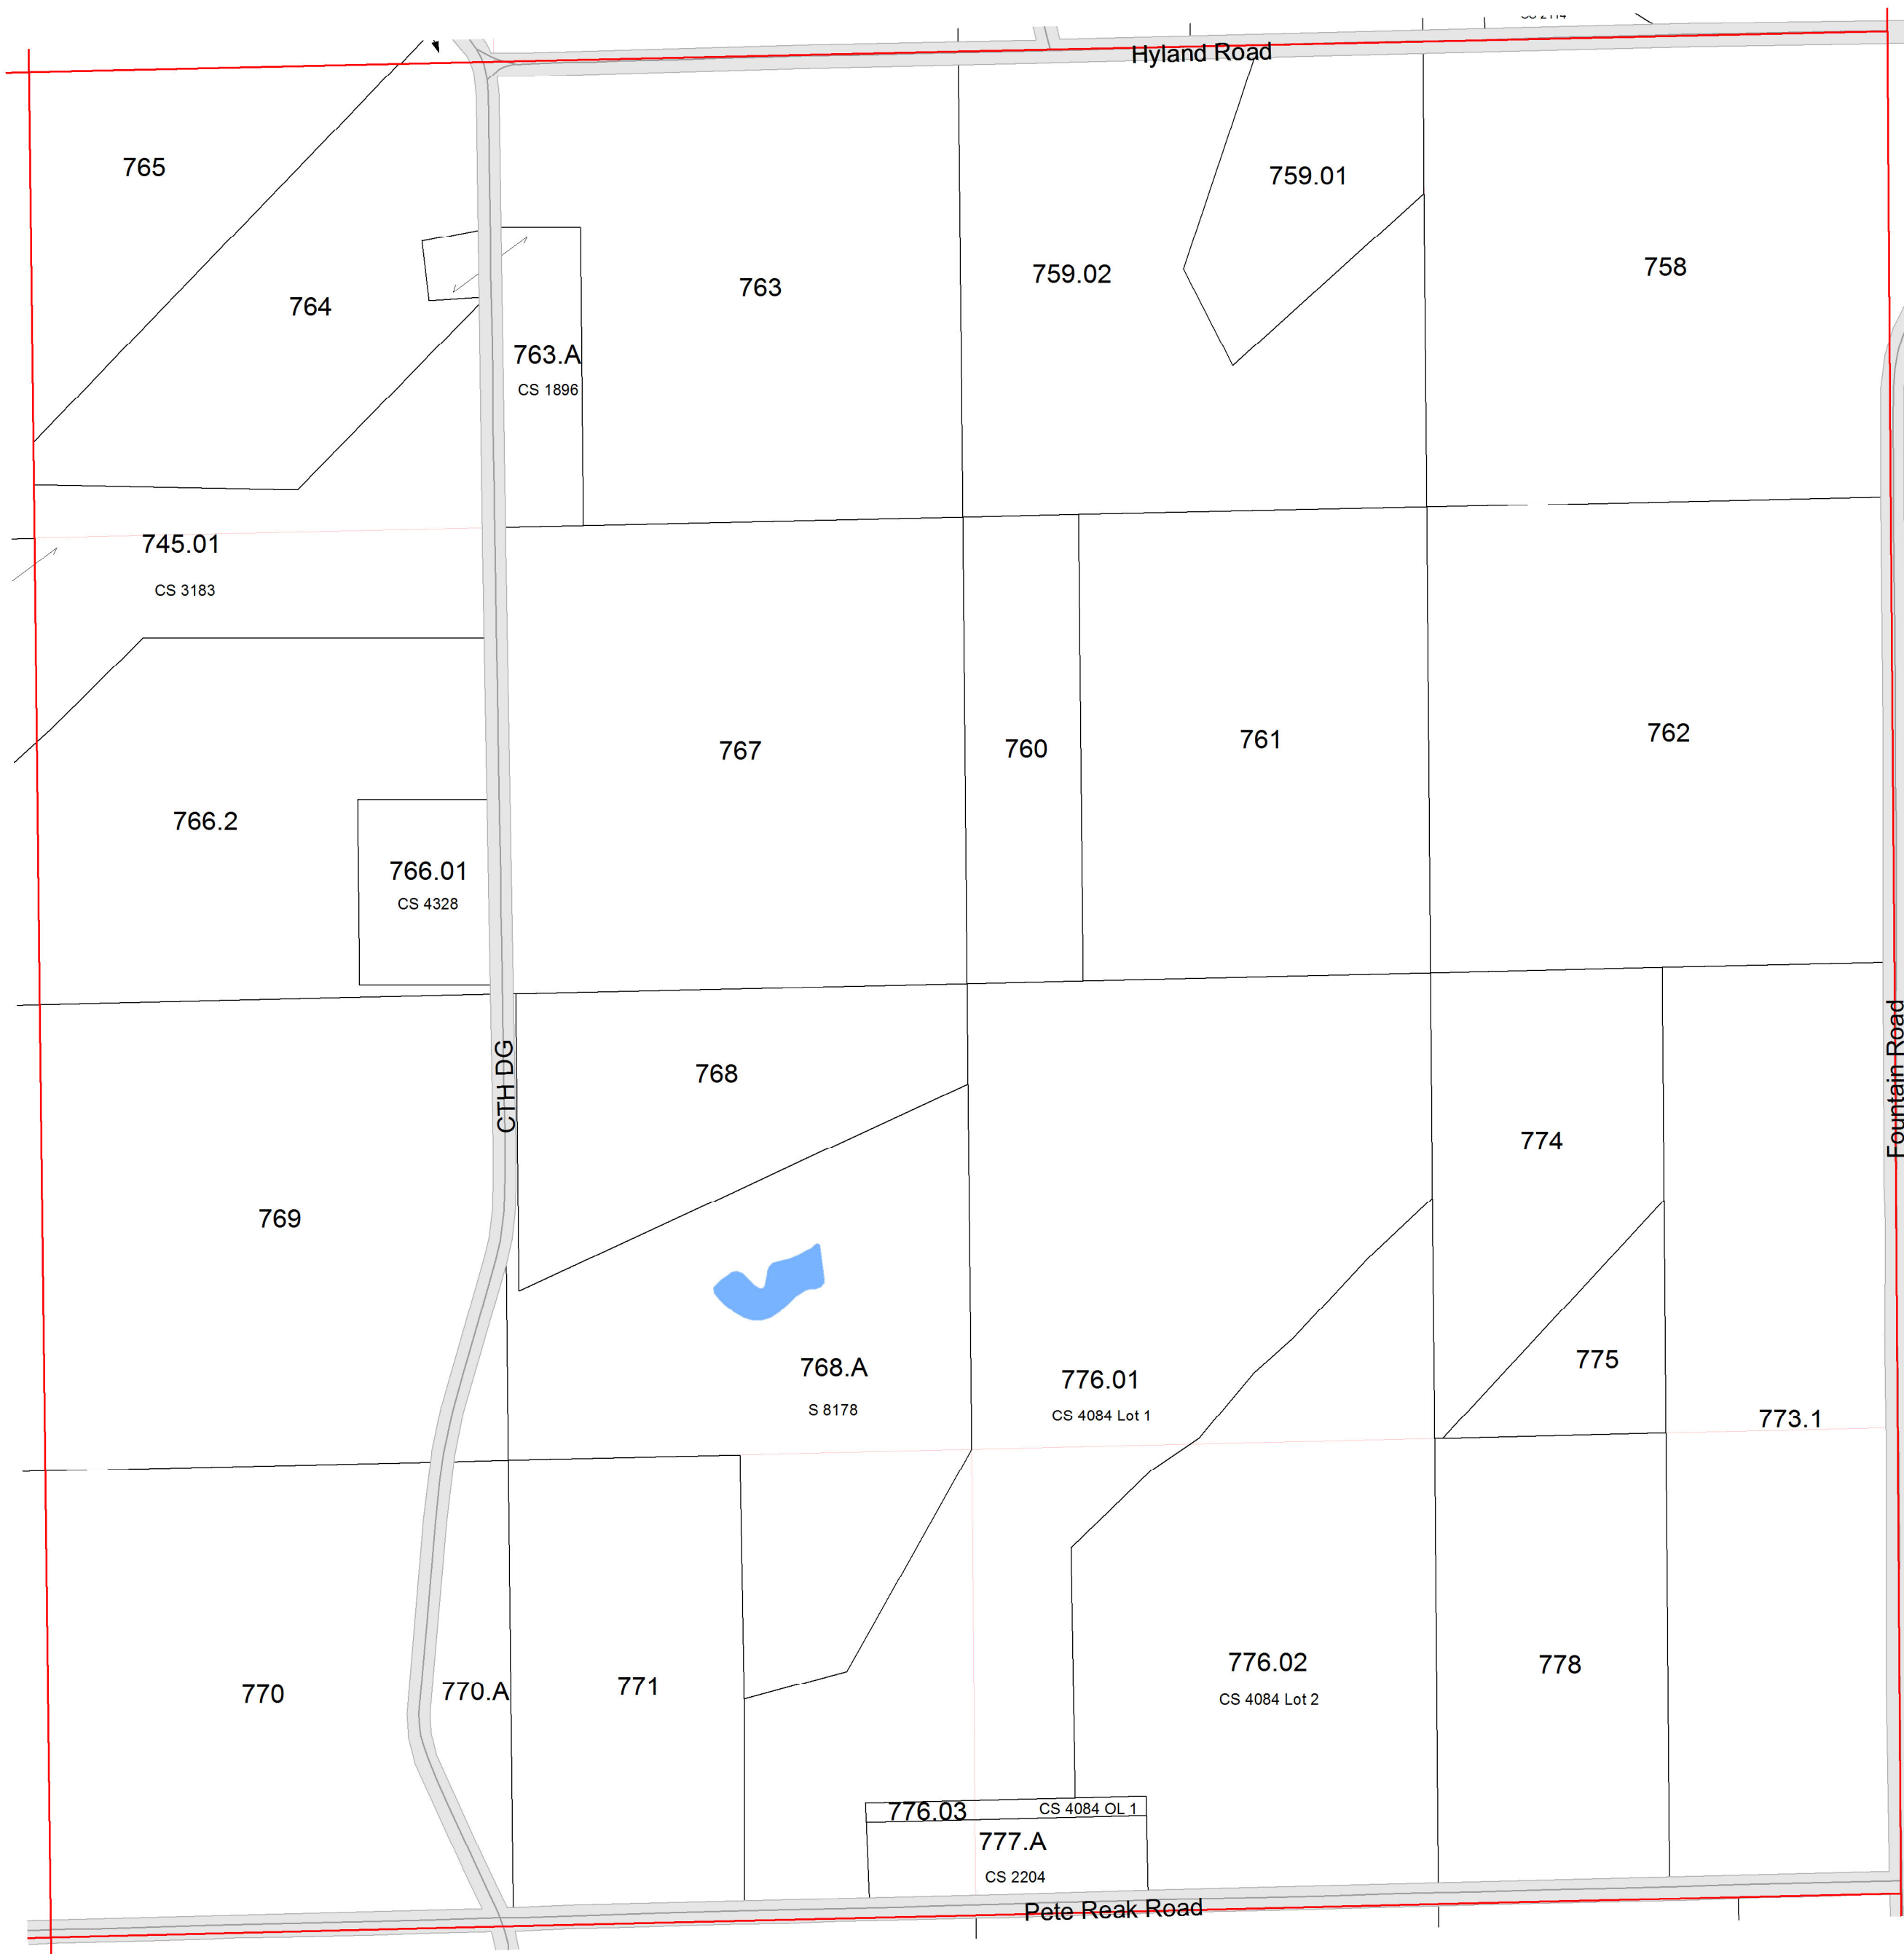 Hyland Road
765
759.01
758
759.02
763
764
763.A
CS 1896
745.01
CS 3183
762
761
760
767
766.2
766.01
CS 4328
Fountain Road
CTH DG
768
774
769
775
768.A
S 8178
776.01
CS 4084 Lot 1
773.1
776.02
CS 4084 Lot 2
778
771
770.A
770
776.03
CS 4084 OL 1
777.A
CS 2204
Pete Reak Road